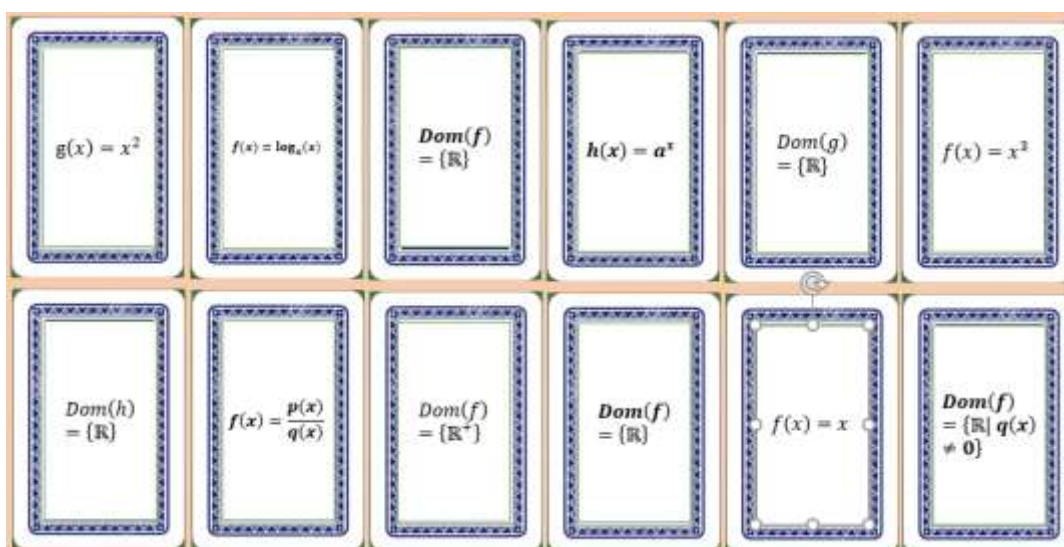 g(x) = x²
f(x) = logₐ(x)
Dom(f)
= {ℝ}
h(x) = aˣ
Dom(g)
= {ℝ}
f(x) = x³
Dom(h)
= {ℝ}
f(x) = p(x)/q(x)
Dom(f)
= {ℝ⁺}
Dom(f)
= {ℝ}
f(x) = x
Dom(f)
= {ℝ| q(x)
≠ 0}